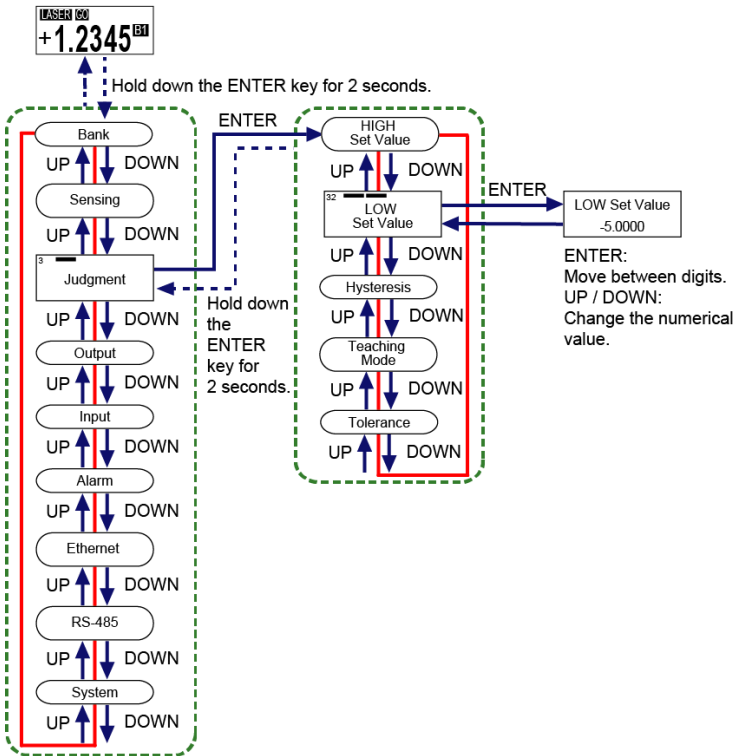 LASER GO
+1.2345 B1
Hold down the ENTER key for 2 seconds.
Bank
UP DOWN
Sensing
UP DOWN
3
Judgment
UP DOWN
Output
UP DOWN
Input
UP DOWN
Alarm
UP DOWN
Ethernet
UP DOWN
RS-485
UP DOWN
System
UP DOWN
ENTER
Hold down
the
ENTER
key for
2 seconds.
HIGH
Set Value
UP DOWN
32
LOW
Set Value
UP DOWN
Hysteresis
UP DOWN
Teaching
Mode
UP DOWN
Tolerance
UP DOWN
ENTER
LOW Set Value
-5.0000
ENTER:
Move between digits.
UP / DOWN:
Change the numerical
value.